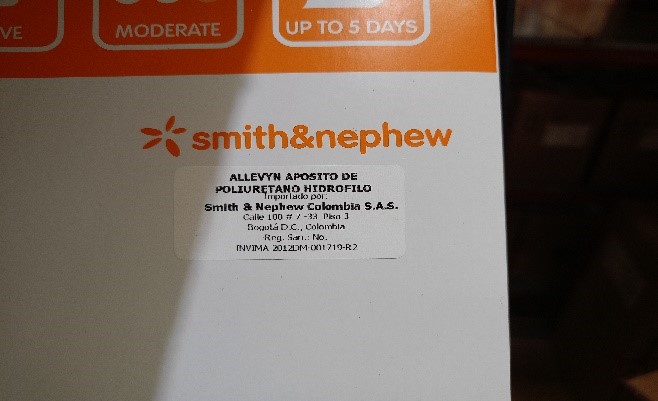 VE
MODERATE
UP TO 5 DAYS
smith&nephew
ALLEVYN APOSITO DE
POLIURETANO HIDROFILO
Importado por:
Smith & Nephew Colombia S.A.S.
Calle 100 # 7 -33 Piso 3
Bogotá D.C., Colombia
Reg. San.: No.
INVIMA 2012DM-001719-R2